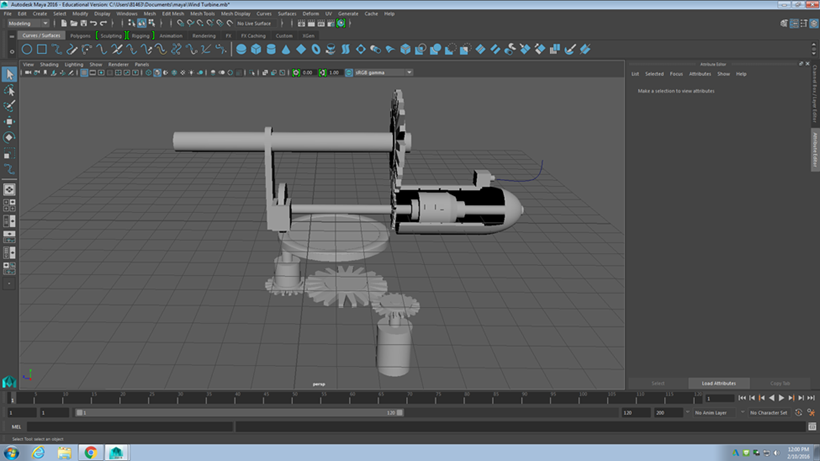 Autodesk Maya 2016 - Educational Version: C:\Users\81463\Documents\maya\Wind Turbine.mb*
File Edit Create Select Modify Display Windows Mesh Edit Mesh Mesh Tools Mesh Display Curves Surfaces Deform UV Generate Cache Help
Modeling
No Live Surface
Curves / Surfaces Polygons Sculpting Rigging Animation Rendering FX FX Caching Custom XGen
View Shading Lighting Show Renderer Panels
0.00 1.00 sRGB gamma
Attribute Editor
List Selected Focus Attributes Show Help
Make a selection to view attributes
Channel Box / Layer Editor
Attribute Editor
persp
Select Load Attributes Copy Tab
1 5 10 15 20 25 30 35 40 45 50 55 60 65 70 75 80 85 90 95 100 105 110 115 120
1
1 1 1 120 120 200 No Anim Layer No Character Set
MEL
Select Tool: select an object
12:00 PM
2/10/2016